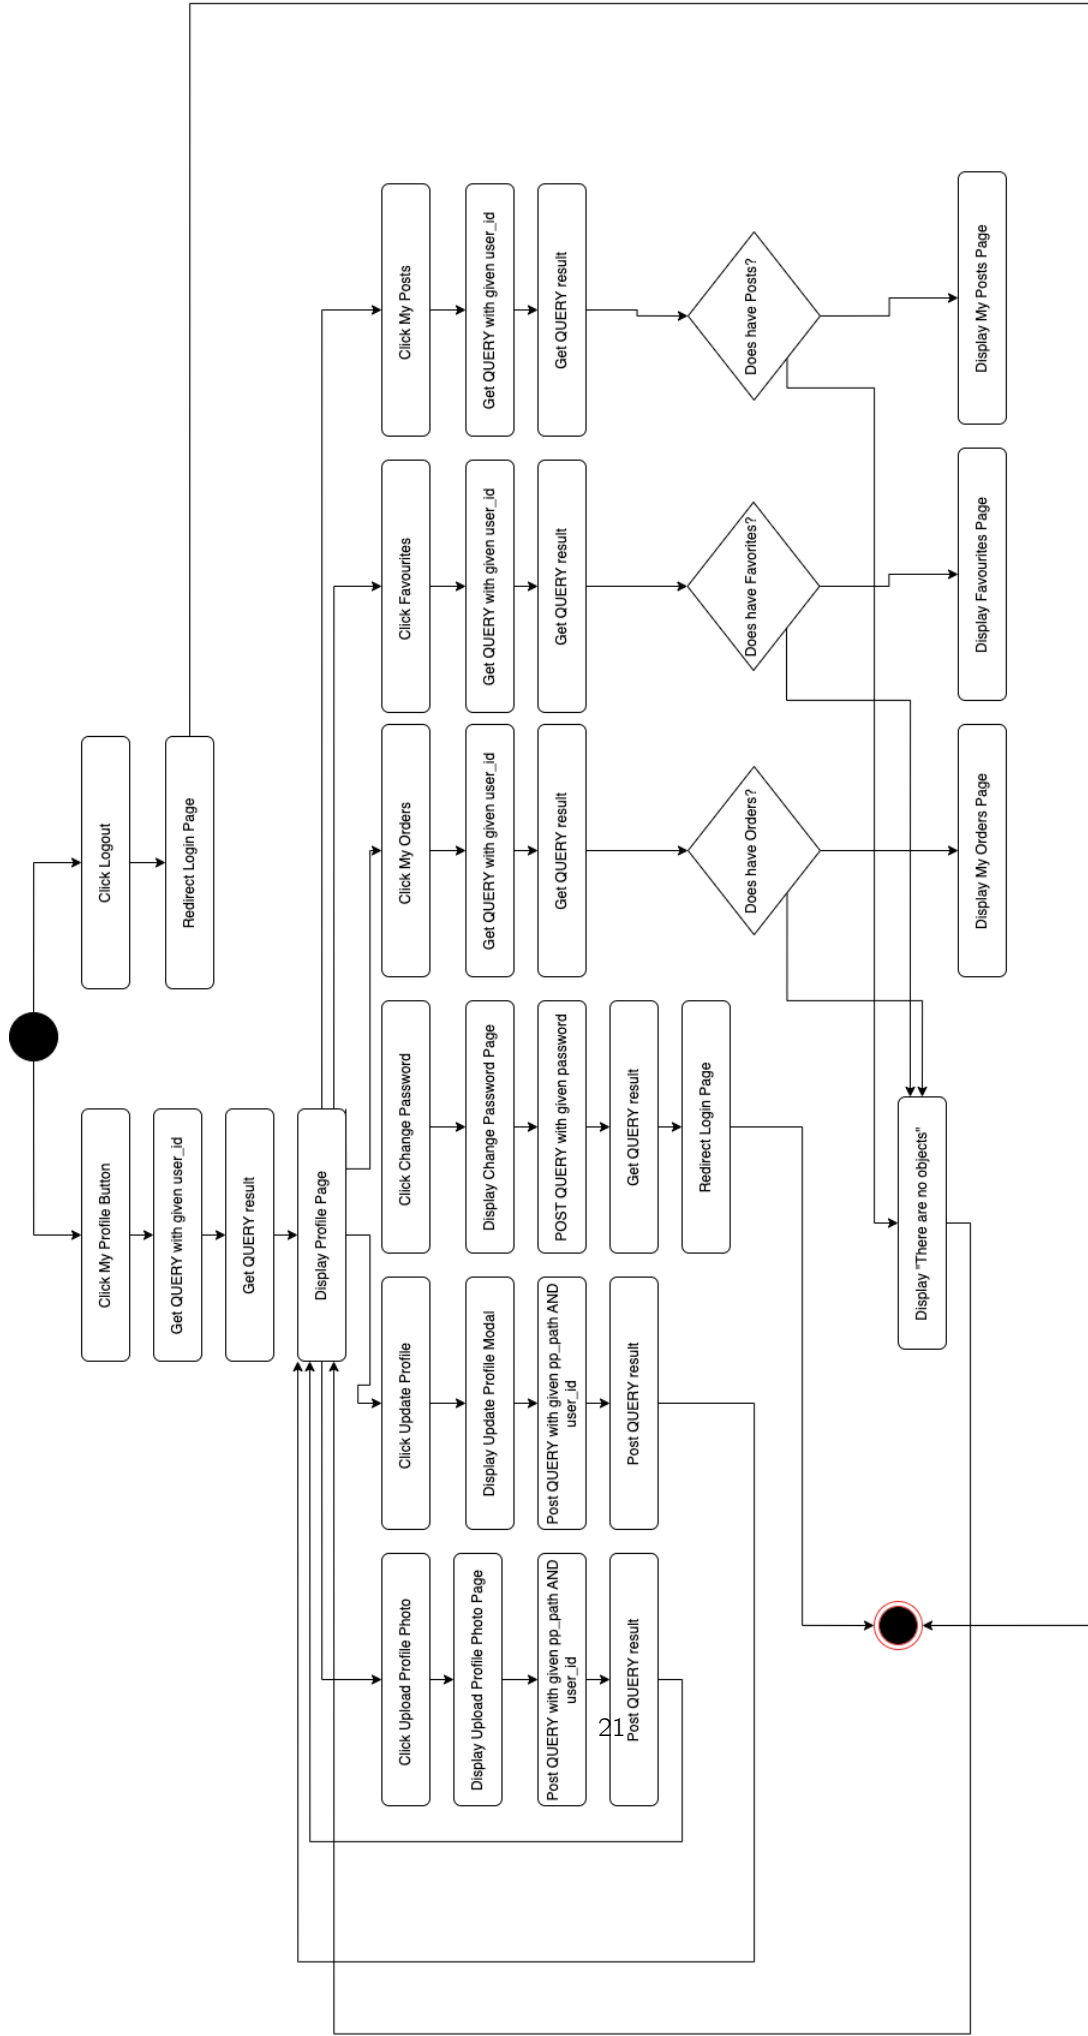 Click My Profile Button
Get QUERY with given user_id
Get QUERY result
Display Profile Page
Click Logout
Redirect Login Page
Click Upload Profile Photo
Display Upload Profile Photo Page
Post QUERY with given pp_path AND
user_id
Post QUERY result
Click Update Profile
Display Update Profile Modal
Post QUERY with given pp_path AND
user_id
Post QUERY result
Click Change Password
Display Change Password Page
POST QUERY with given password
Get QUERY result
Redirect Login Page
Click My Orders
Get QUERY with given user_id
Get QUERY result
Does have Orders?
Display My Orders Page
Click Favourites
Get QUERY with given user_id
Get QUERY result
Does have Favorites?
Display Favourites Page
Click My Posts
Get QUERY with given user_id
Get QUERY result
Does have Posts?
Display My Posts Page
Display "There are no objects"
21